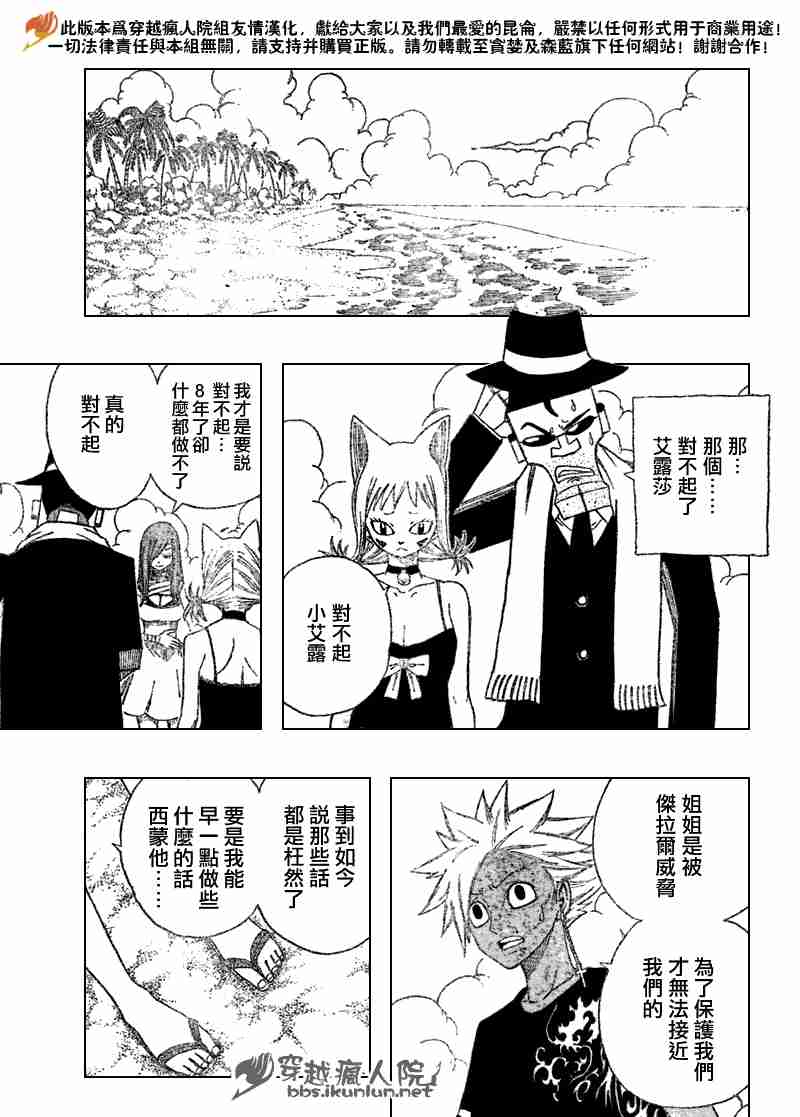 此版本爲穿越瘋人院組友情漢化，獻給大家以及我們最愛的昆侖，嚴禁以任何形式用于商業用途！
一切法律責任與本組無關，請支持并購買正版。請勿轉載至貪婪及森藍旗下任何網站！謝謝合作！
那…
那個……
對不起了
艾露莎
對不起
小艾露
我才是要說
對不起…
8年了卻
什麼都做不了
真的
對不起
姐姐是被
傑拉爾威脅
為了保護我們
才無法接近
我們的
事到如今
說那些話
都是枉然了
要是我能
早一點做些
什麼的話
西蒙他……
穿越瘋人院
bbs.ikunlun.net